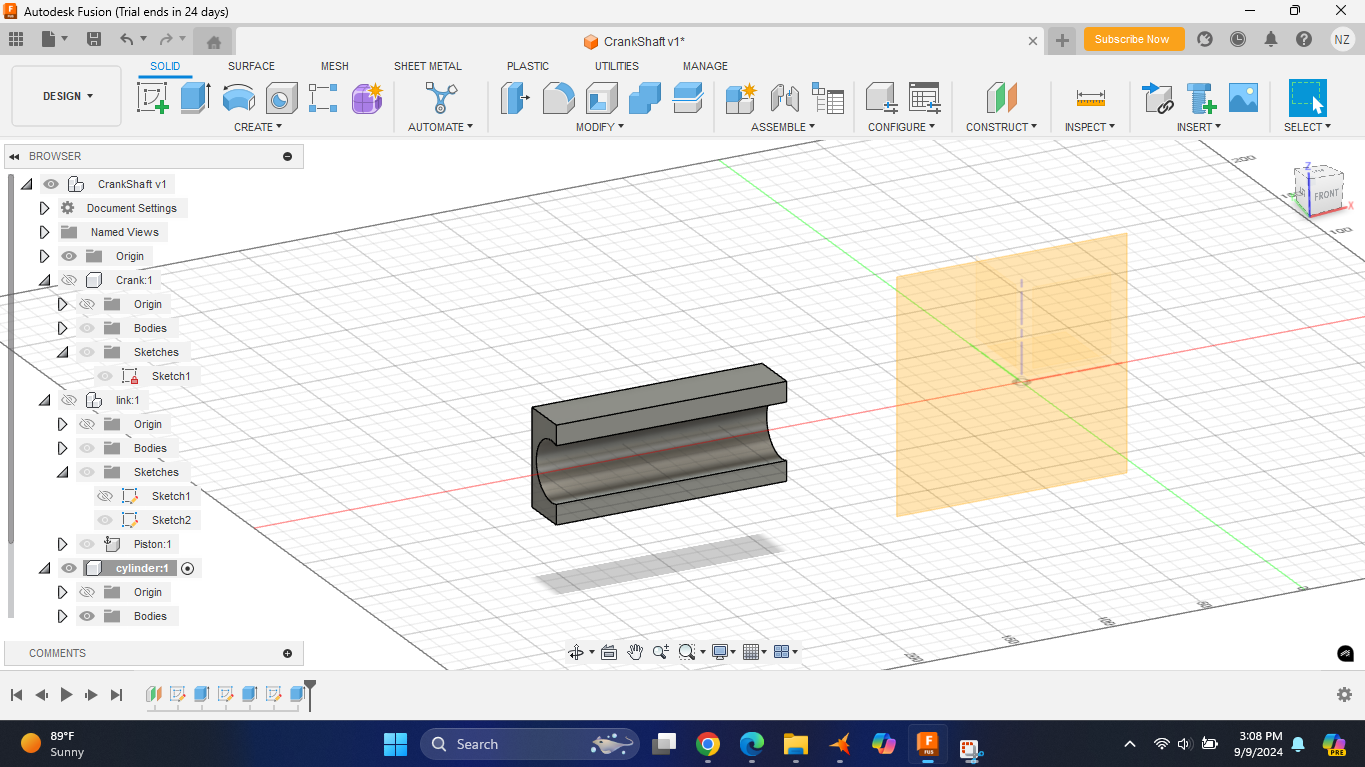 Autodesk Fusion (Trial ends in 24 days)
CrankShaft v1*
Subscribe Now
NZ
SOLID SURFACE MESH SHEET METAL PLASTIC UTILITIES MANAGE
DESIGN
CREATE AUTOMATE MODIFY ASSEMBLE CONFIGURE CONSTRUCT INSPECT INSERT SELECT
BROWSER
CrankShaft v1
Document Settings
Named Views
Origin
Crank:1
Origin
Bodies
Sketches
Sketch1
link:1
Origin
Bodies
Sketches
Sketch1
Sketch2
Piston:1
cylinder:1
Origin
Bodies
200
100
Z
FRONT
X
50
100
150
200
COMMENTS
89°F
Sunny
Search
F
FUS
PRE
3:08 PM
9/9/2024